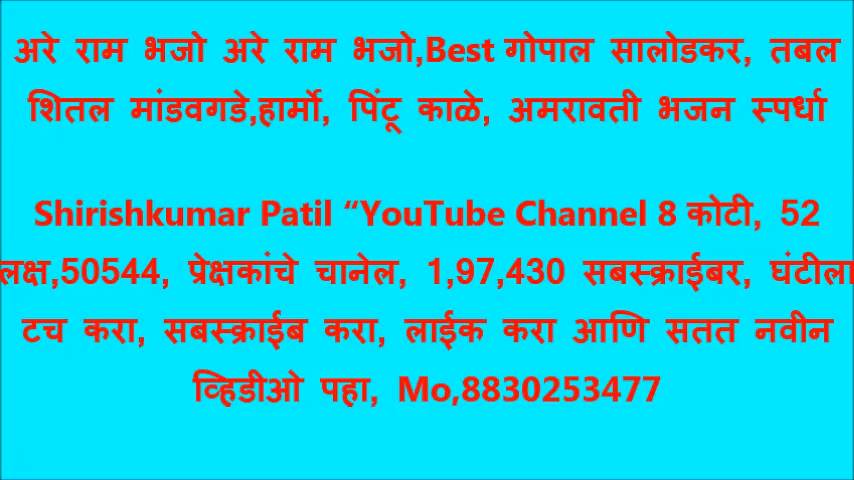 अरे राम भजो अरे राम भजो,Best गोपाल सालोडकर, तबल
शितल मांडवगडे,हार्मो, पिंटू काळे, अमरावती भजन स्पर्धा
Shirishkumar Patil “YouTube Channel 8 कोटी, 52
लक्ष,50544, प्रेक्षकांचे चानेल, 1,97,430 सबस्क्राईबर, घंटीला
टच करा, सबस्क्राईब करा, लाईक करा आणि सतत नवीन
व्हिडीओ पहा, Mo,8830253477